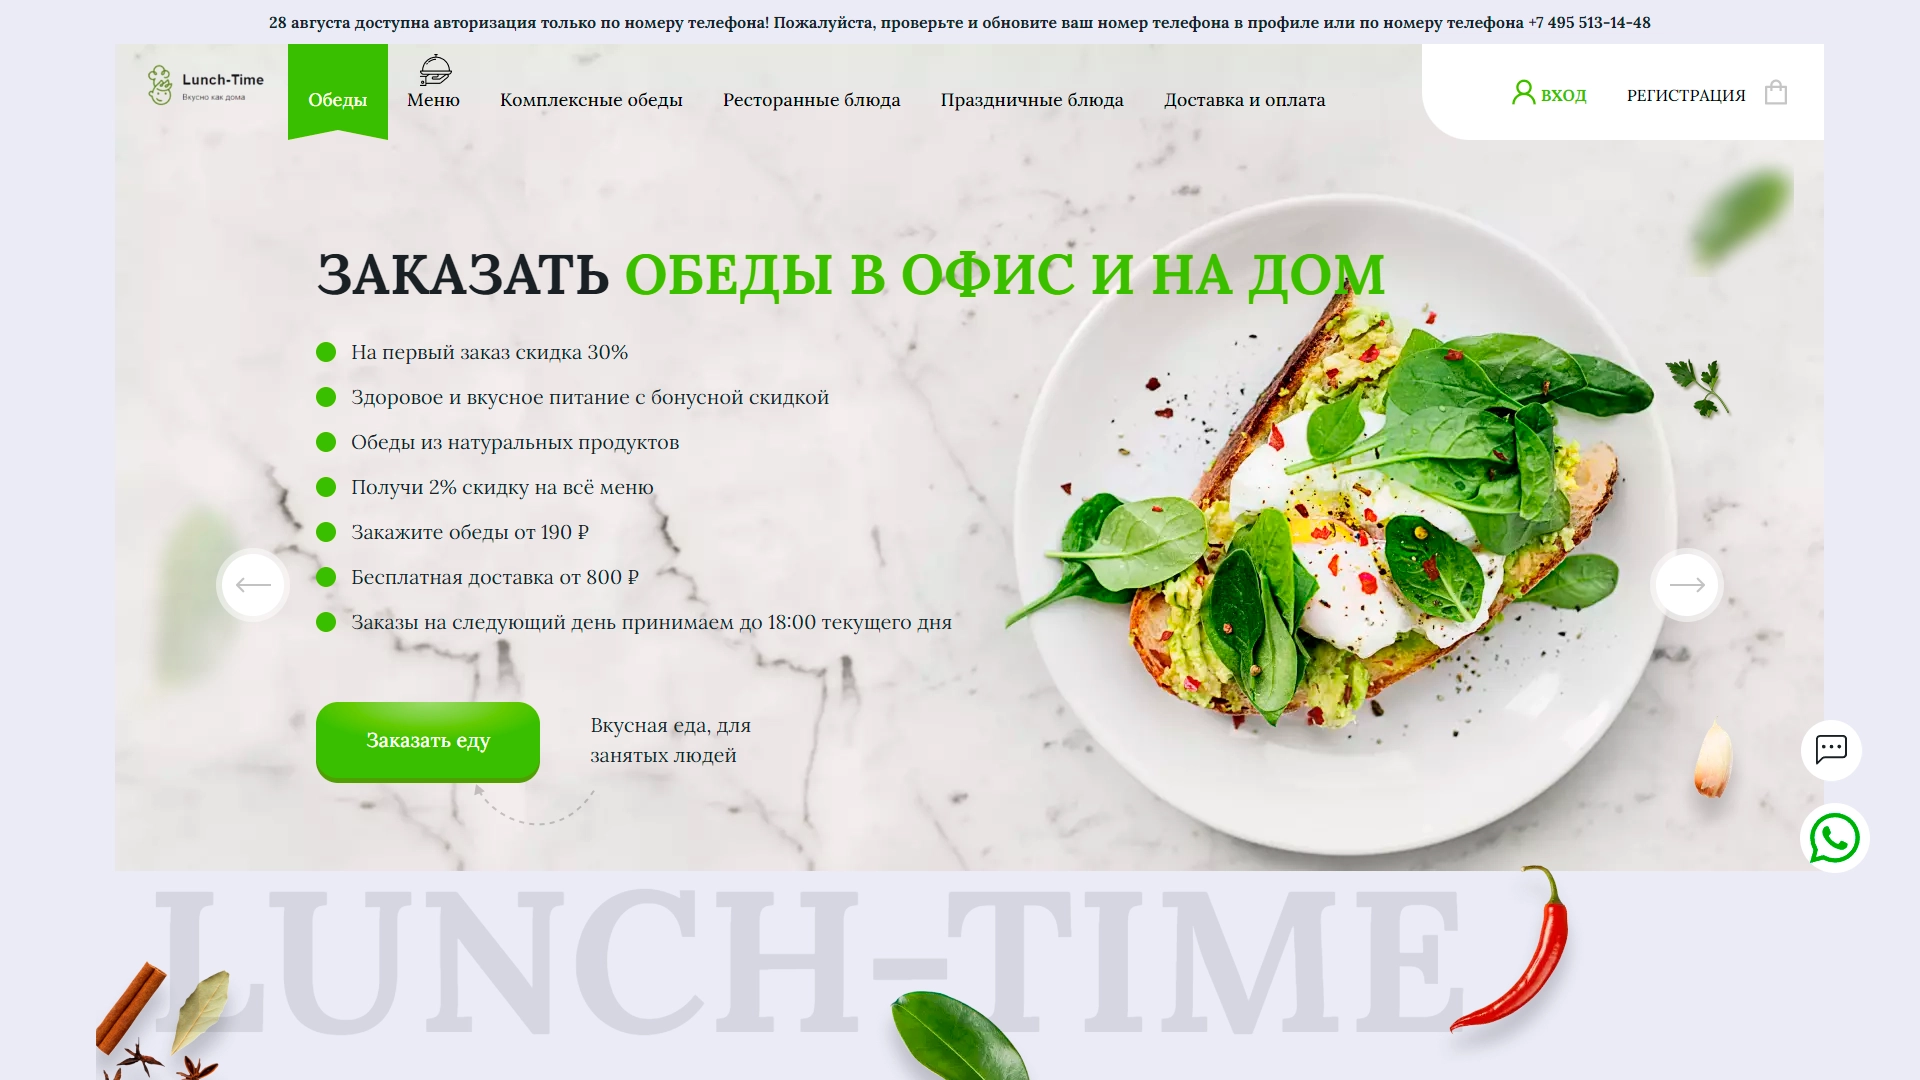 28 августа доступна авторизация только по номеру телефона! Пожалуйста, проверьте и обновите ваш номер телефона в профиле или по номеру телефона +7 495 513-14-48
Lunch-Time
Вкусно как дома
Обеды
Меню
Комплексные обеды
Ресторанные блюда
Праздничные блюда
Доставка и оплата
ВХОД
РЕГИСТРАЦИЯ
ЗАКАЗАТЬ ОБЕДЫ В ОФИС И НА ДОМ
На первый заказ скидка 30%
Здоровое и вкусное питание с бонусной скидкой
Обеды из натуральных продуктов
Получи 2% скидку на всё меню
Закажите обеды от 190 ₽
Бесплатная доставка от 800 ₽
Заказы на следующий день принимаем до 18:00 текущего дня
Заказать еду
Вкусная еда, для
занятых людей
LUNCH-TIME